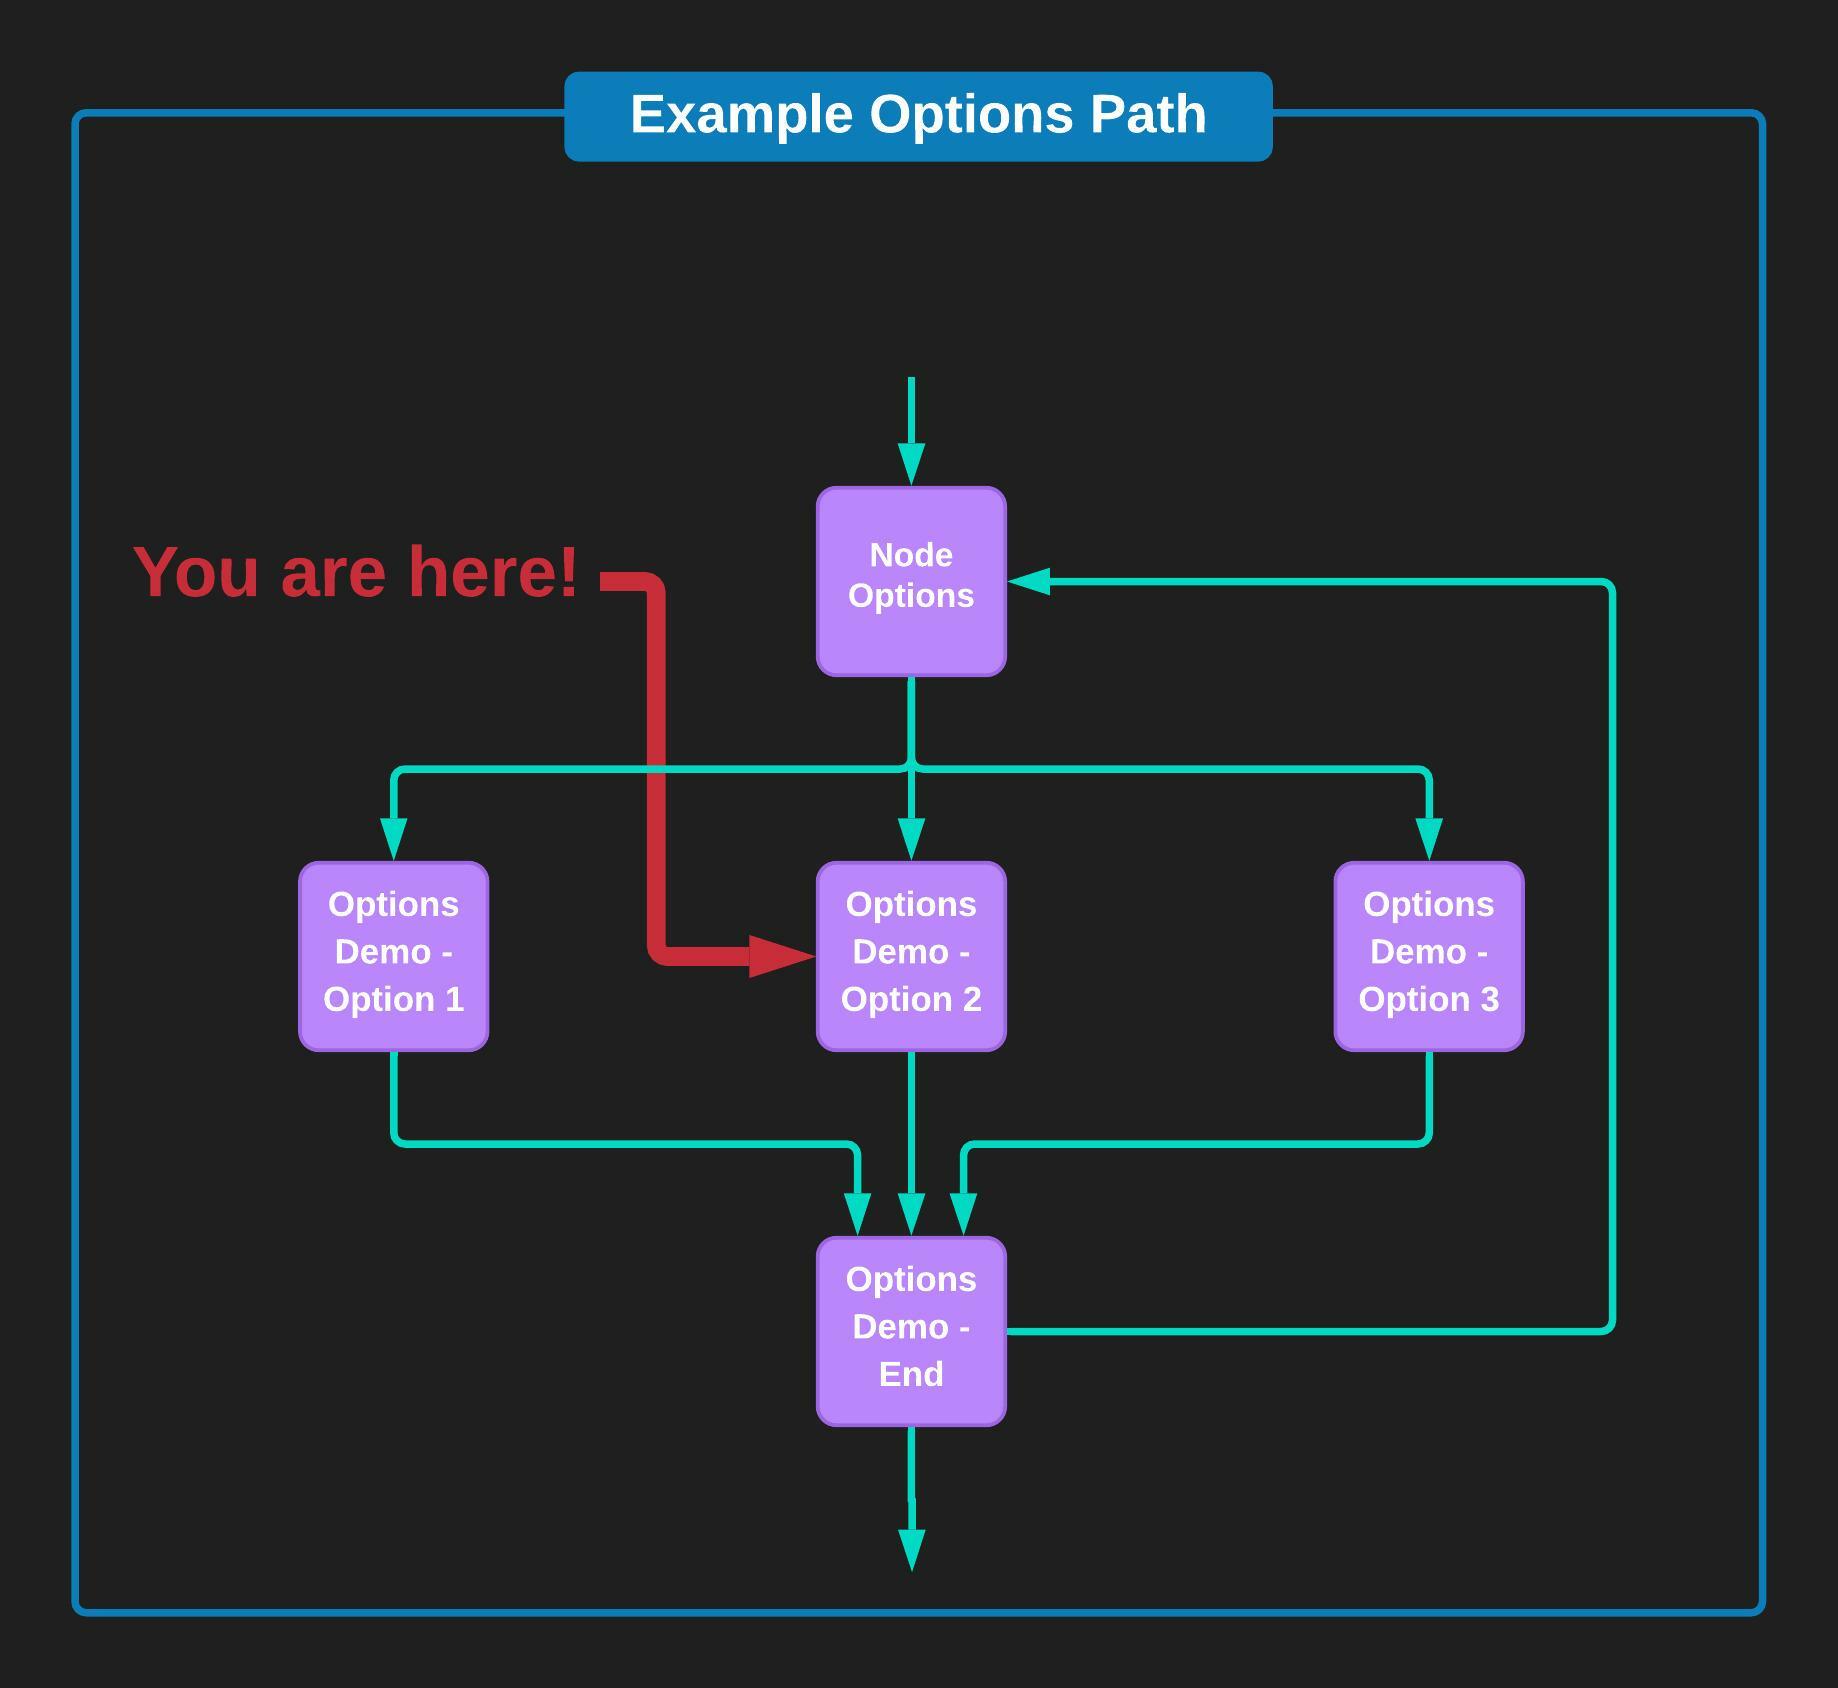 Example Options Path
You are here!
Node
Options
Options
Demo -
Option 1
Options
Demo -
Option 2
Options
Demo -
Option 3
Options
Demo -
End